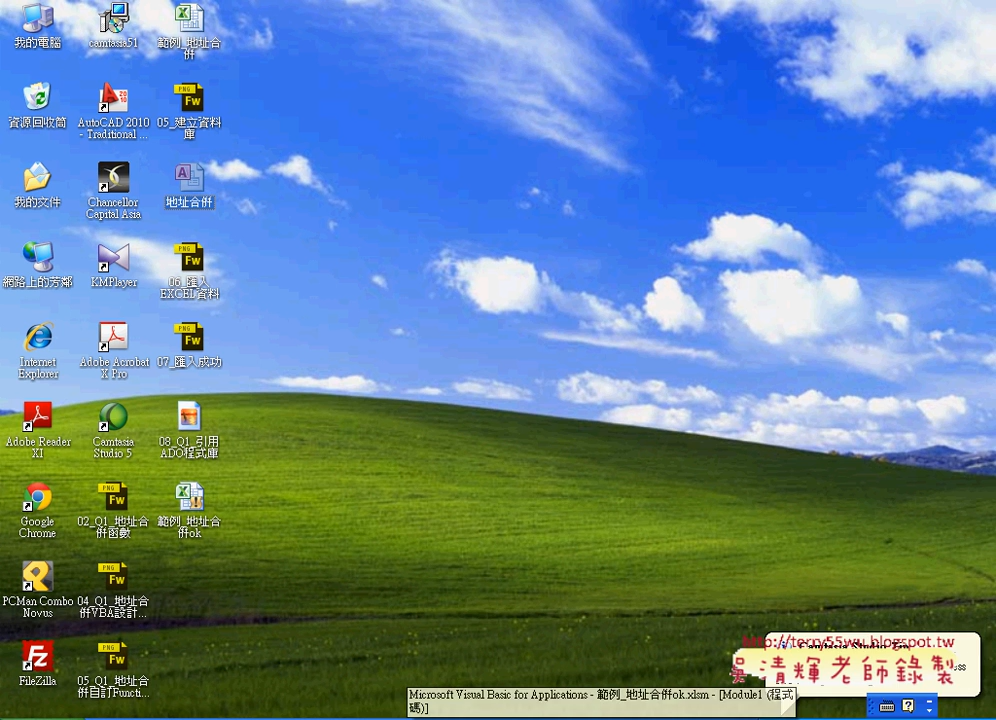 我的電腦
camtasia51
範例_地址合
併
資源回收筒
AutoCAD 2010
- Traditional ...
05_建立資料
庫
我的文件
Chancellor
Capital Asia
地址合併
網路上的芳鄰
KMPlayer
06_匯入
EXCEL資料
Internet
Explorer
Adobe Acrobat
X Pro
07_匯入成功
Adobe Reader
XI
Camtasia
Studio 5
08_Q1_引用
ADO程式庫
Google
Chrome
02_Q1_地址合
併函數
範例_地址合
併ok
PCMan Combo
Novus
04_Q1_地址合
併VBA設計...
FileZilla
05_Q1_地址合
併自訂Functi...
http://terry55wu.blogspot.tw
吳清輝老師錄製
Microsoft Visual Basic for Applications - 範例_地址合併ok.xlsm - [Module1 (程式
碼)]